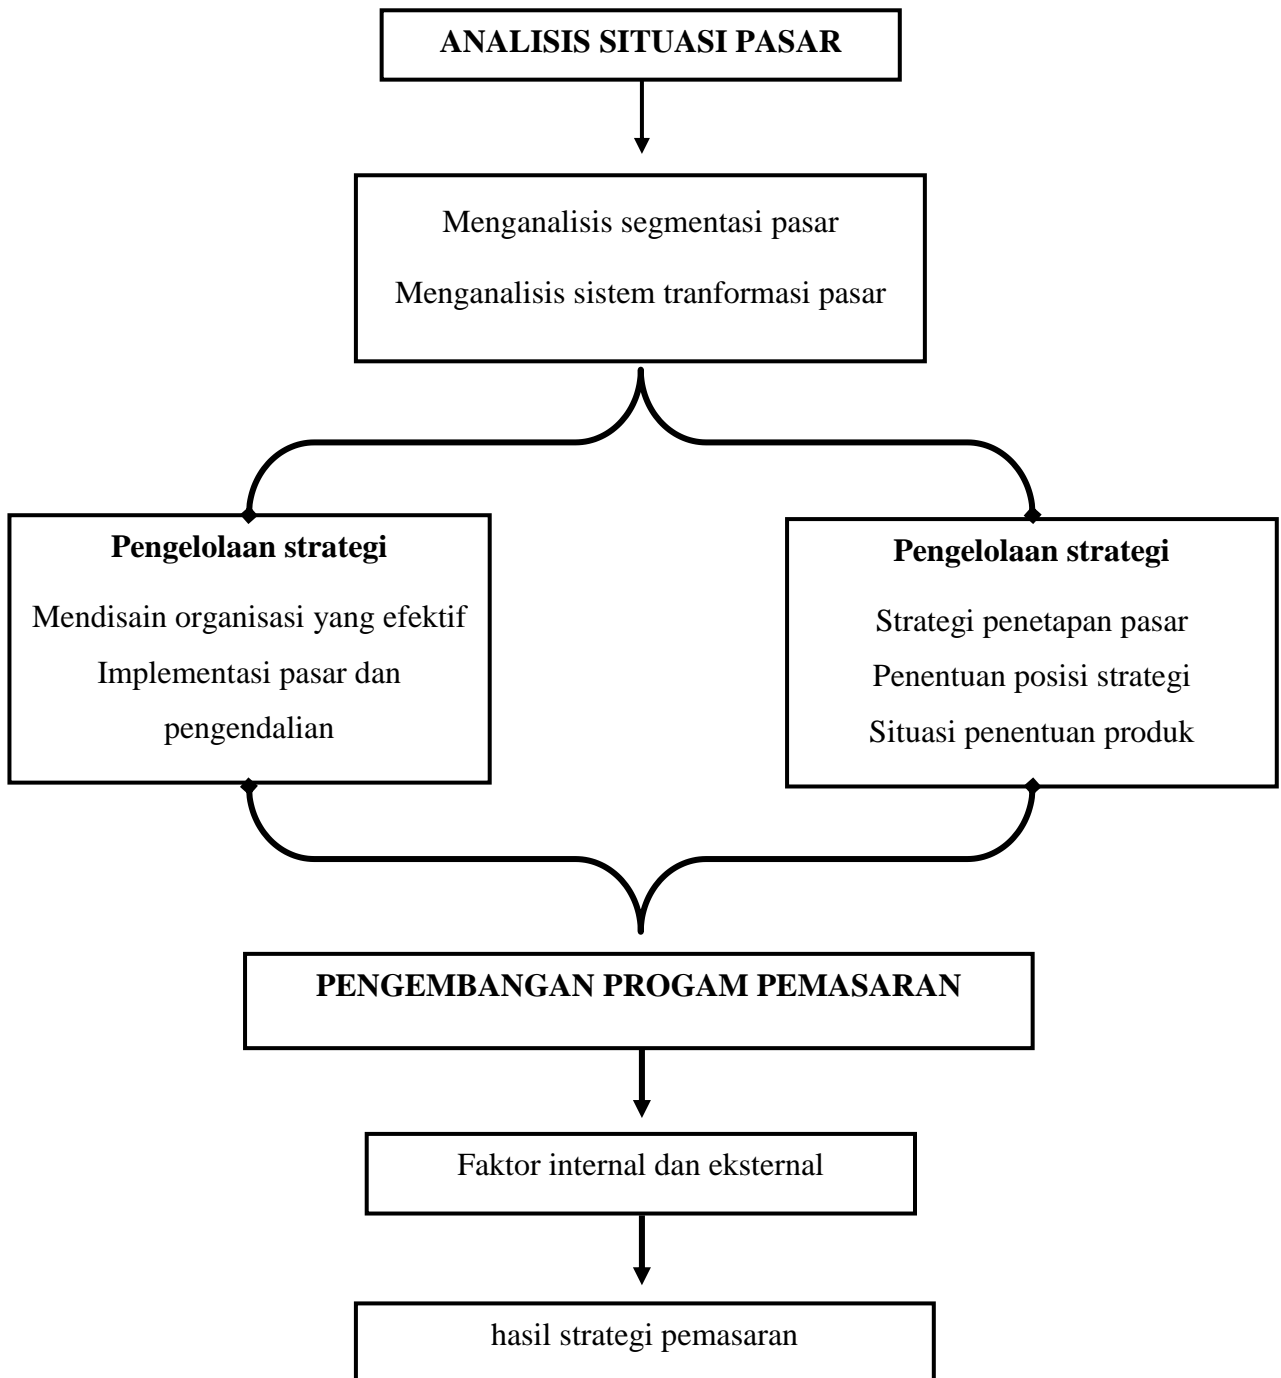 ANALISIS SITUASI PASAR
Menganalisis segmentasi pasar
Menganalisis sistem tranformasi pasar
Pengelolaan strategi
Mendisain organisasi yang efektif
Implementasi pasar dan
pengendalian
Pengelolaan strategi
Strategi penetapan pasar
Penentuan posisi strategi
Situasi penentuan produk
PENGEMBANGAN PROGAM PEMASARAN
Faktor internal dan eksternal
hasil strategi pemasaran